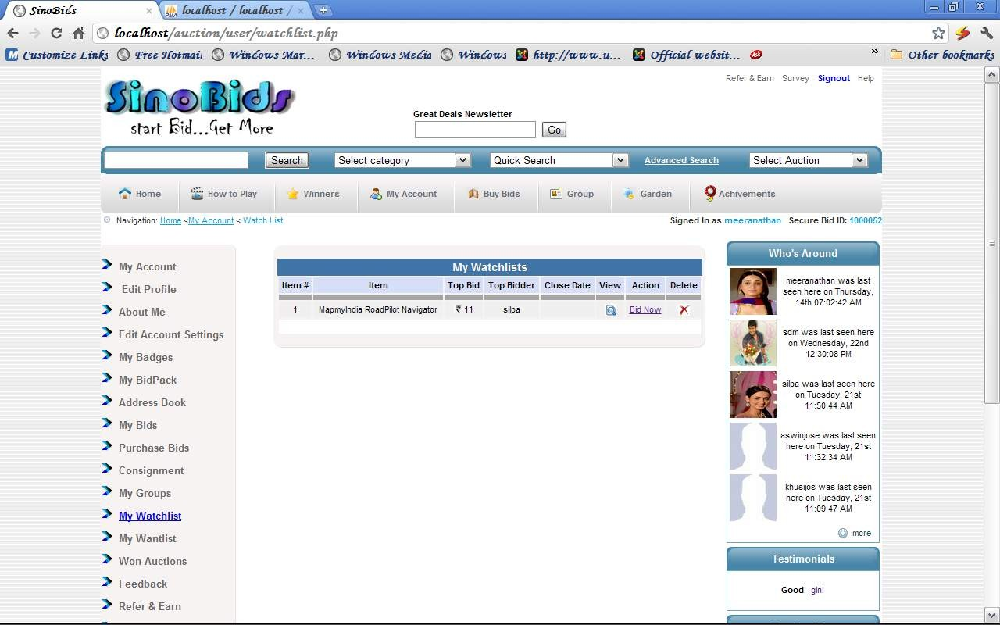 SinoBids
localhost / localhost /
localhost/auction/user/watchlist.php
Customize Links
Free Hotmail
Windows Mar...
Windows Media
Windows
http://www.u...
Official websit...
Ask
»
Other bookmarks
SinoBids
start Bid...Get More
Refer & Earn
Survey
Signout
Help
Great Deals Newsletter
Go
Search
Select category
Quick Search
Advanced Search
Select Auction
Home
How to Play
Winners
My Account
Buy Bids
Group
Garden
Achivements
Navigation: Home <My Account < Watch List
Signed In as meeranathan Secure Bid ID: 1000052
My Account
Edit Profile
About Me
Edit Account Settings
My Badges
My BidPack
Address Book
My Bids
Purchase Bids
Consignment
My Groups
My Watchlist
My Wantlist
Won Auctions
Feedback
Refer & Earn
My Watchlists
Item # Item Top Bid Top Bidder Close Date View Action Delete
1 MapmyIndia RoadPilot Navigator ₹ 11 silpa Bid Now
Who's Around
meeranathan was last
seen here on Thursday,
14th 07:02:42 AM
sdm was last seen here
on Wednesday, 22nd
12:30:08 PM
silpa was last seen here
on Tuesday, 21st
11:50:44 AM
aswinjose was last seen
here on Tuesday, 21st
11:32:34 AM
khusijos was last seen
here on Tuesday, 21st
11:09:47 AM
more
Testimonials
Good gini